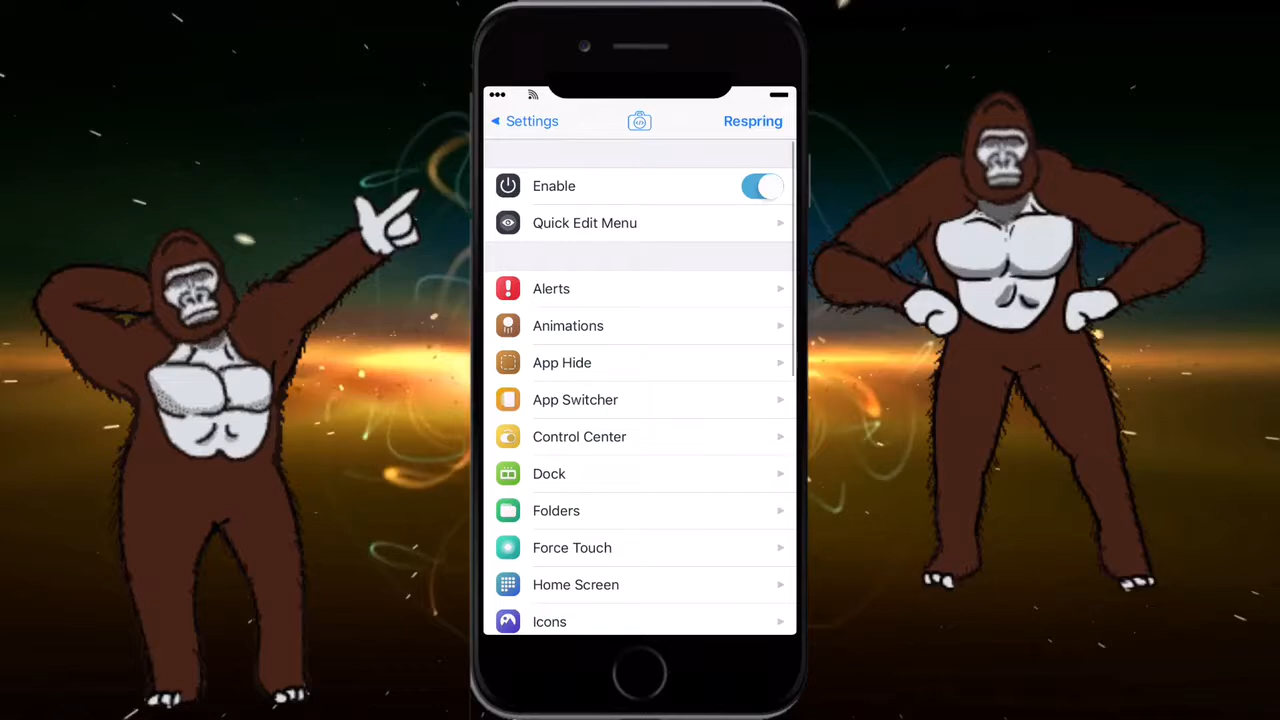 Settings
Respring
Enable
Quick Edit Menu
Alerts
Animations
App Hide
App Switcher
Control Center
Dock
Folders
Force Touch
Home Screen
Icons